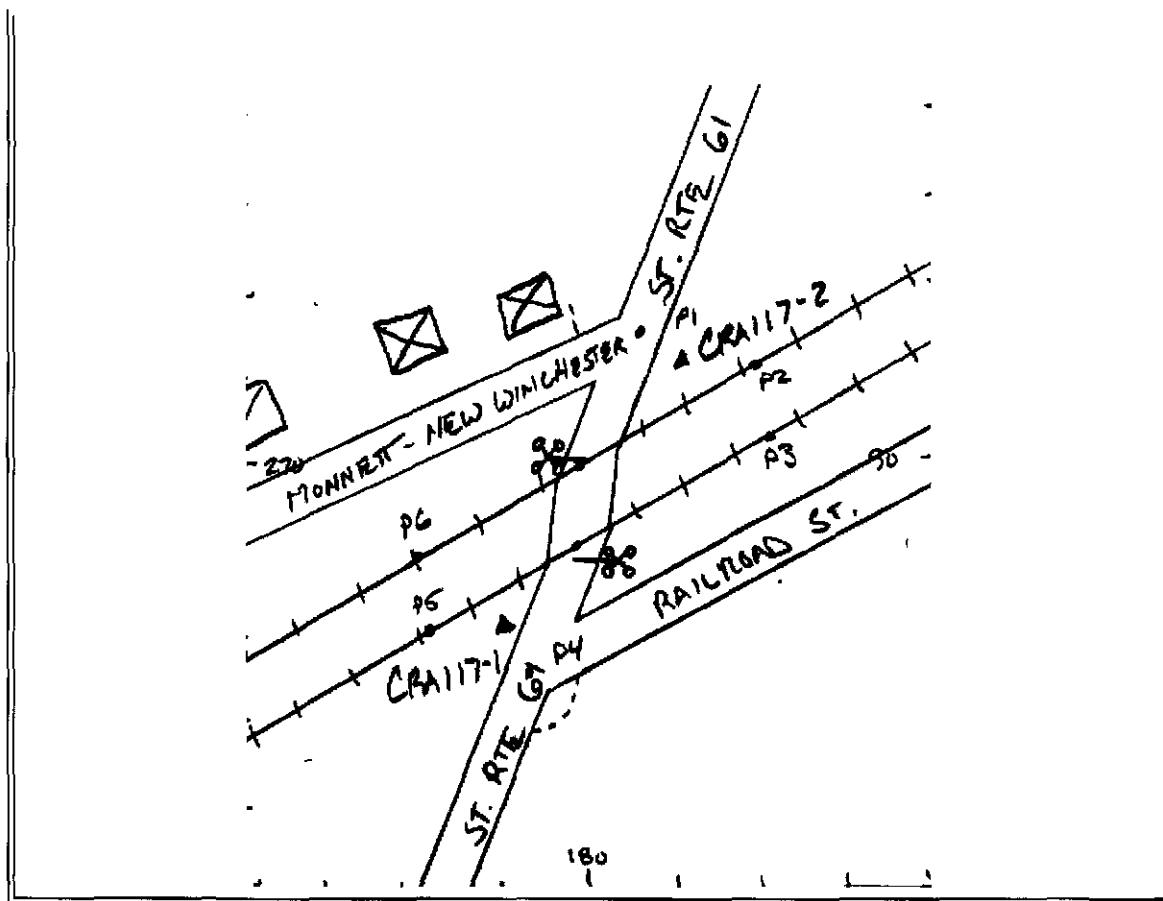 ST. RTE 61
P1
CRA117-2
P2
MONNETT - NEW WINCHESTER
270
P3
90
P6
RAILROAD ST.
P5
P4
CRA117-1
ST. RTE 61
180